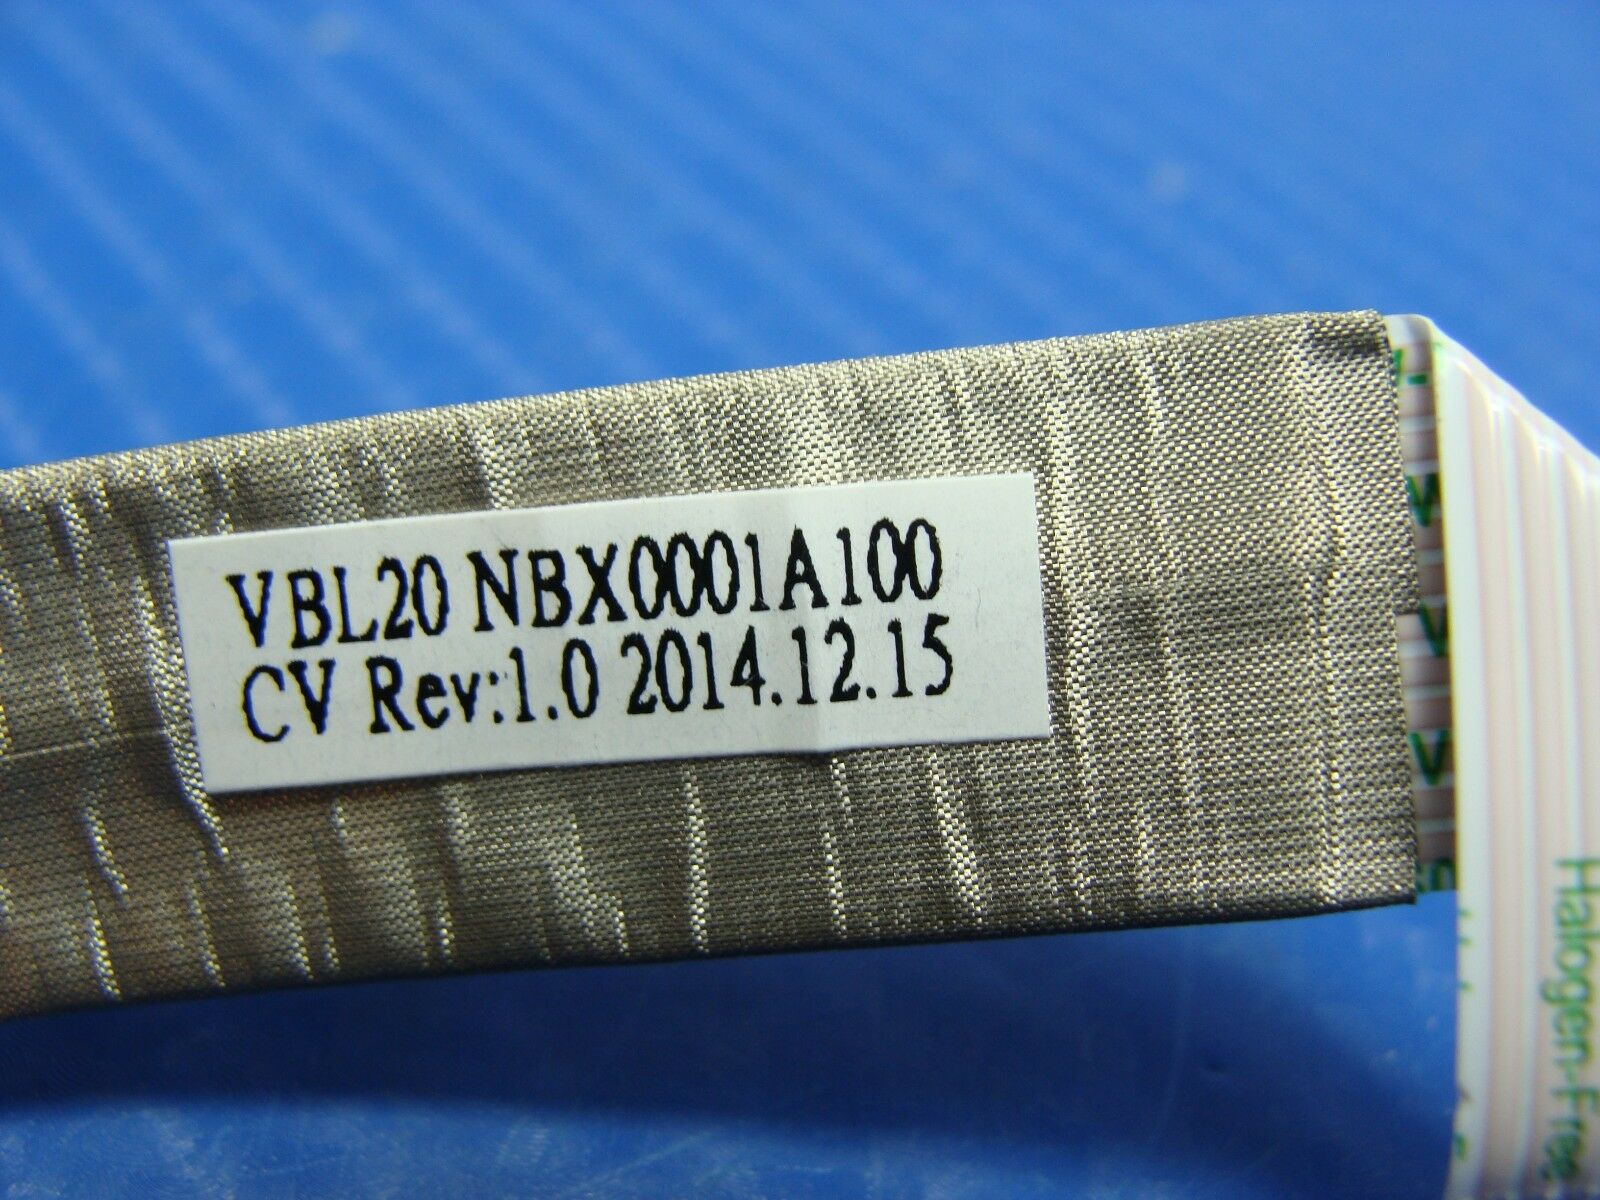 VBL20 NBX0001A100
CV Rev:1.0 2014.12.15
Halogen-Free